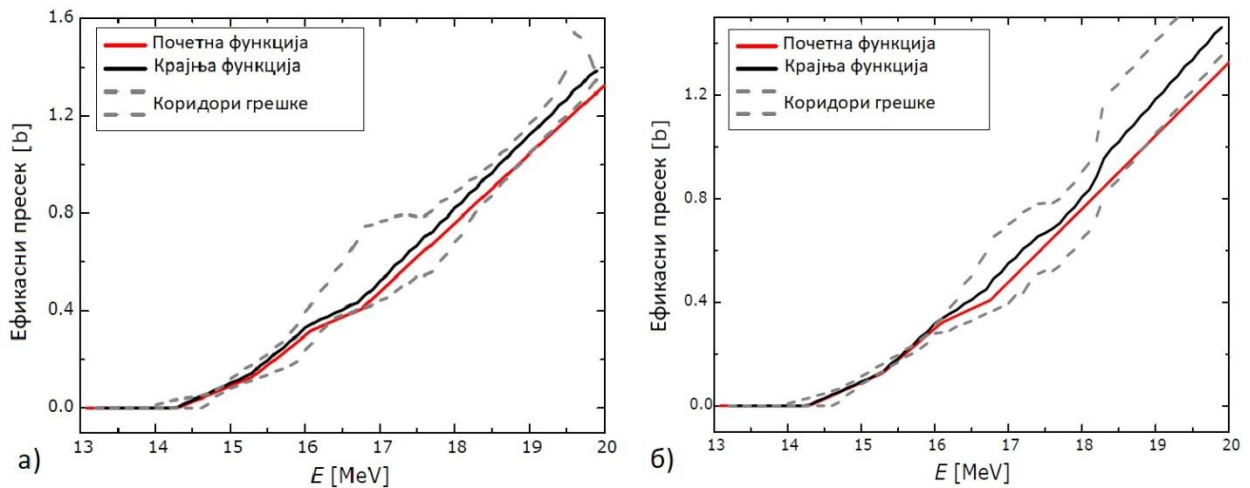 Почетна функција
Крајња функција
Коридори грешке
Ефикасни пресек [b]
1.6
1.2
0.8
0.4
0.0
13 14 15 16 17 18 19 20
E [MeV]
а)
Почетна функција
Крајња функција
Коридори грешке
Ефикасни пресек [b]
1.2
0.8
0.4
0.0
13 14 15 16 17 18 19 20
E [MeV]
б)